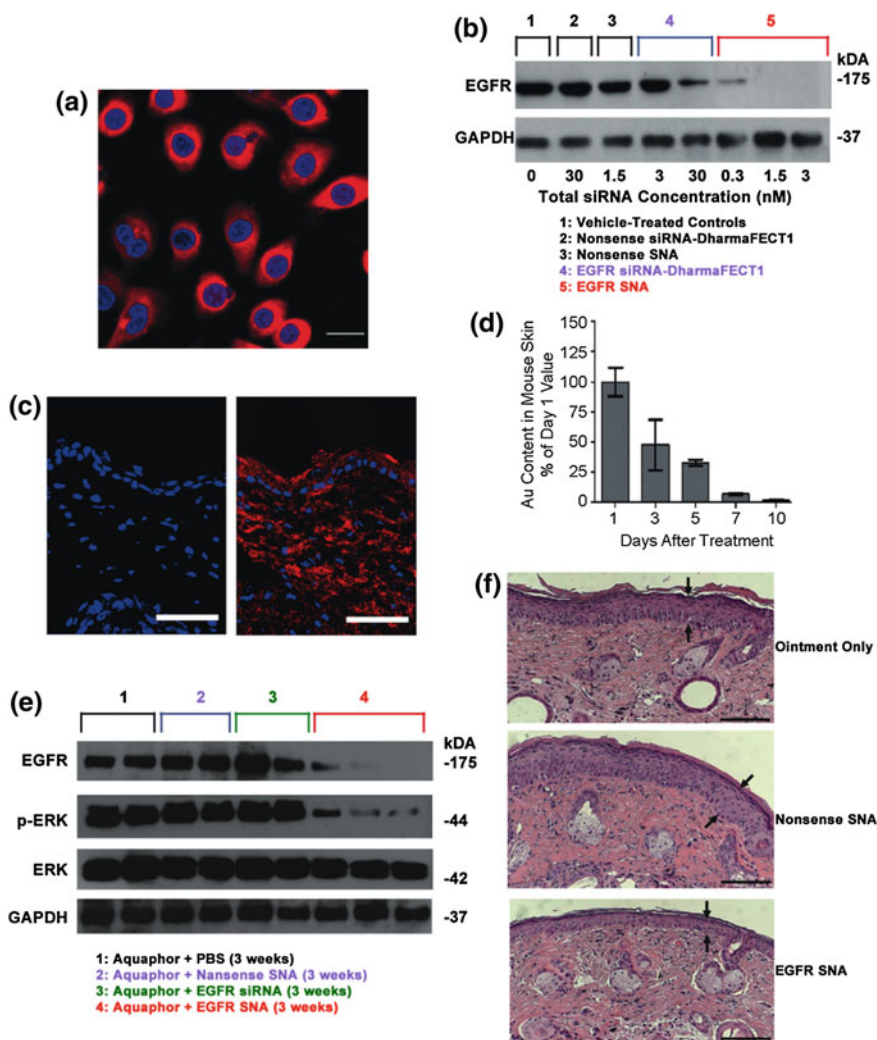 (a)
(b)
1 2 3 4 5
kDA
EGFR
-175
GAPDH
-37
0 30 1.5 3 30 0.3 1.5 3
Total siRNA Concentration (nM)
1: Vehicle-Treated Controls
2: Nonsense siRNA-DharmaFECT1
3: Nonsense SNA
4: EGFR siRNA-DharmaFECT1
5: EGFR SNA
(c)
(d)
Au Content in Mouse Skin
% of Day 1 Value
150
125
100
75
50
25
0
1 3 5 7 10
Days After Treatment
(e)
1 2 3 4
kDA
EGFR
-175
p-ERK
-44
ERK
-42
GAPDH
-37
1: Aquaphor + PBS (3 weeks)
2: Aquaphor + Nansense SNA (3 weeks)
3: Aquaphor + EGFR siRNA (3 weeks)
4: Aquaphor + EGFR SNA (3 weeks)
(f)
Ointment Only
Nonsense SNA
EGFR SNA